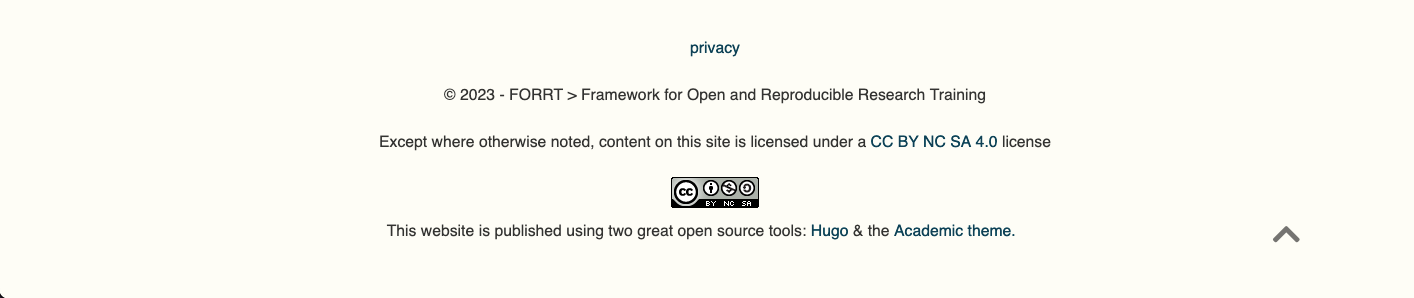 privacy
© 2023 - FORRT > Framework for Open and Reproducible Research Training
Except where otherwise noted, content on this site is licensed under a CC BY NC SA 4.0 license
cc
BY NC SA
This website is published using two great open source tools: Hugo & the Academic theme.